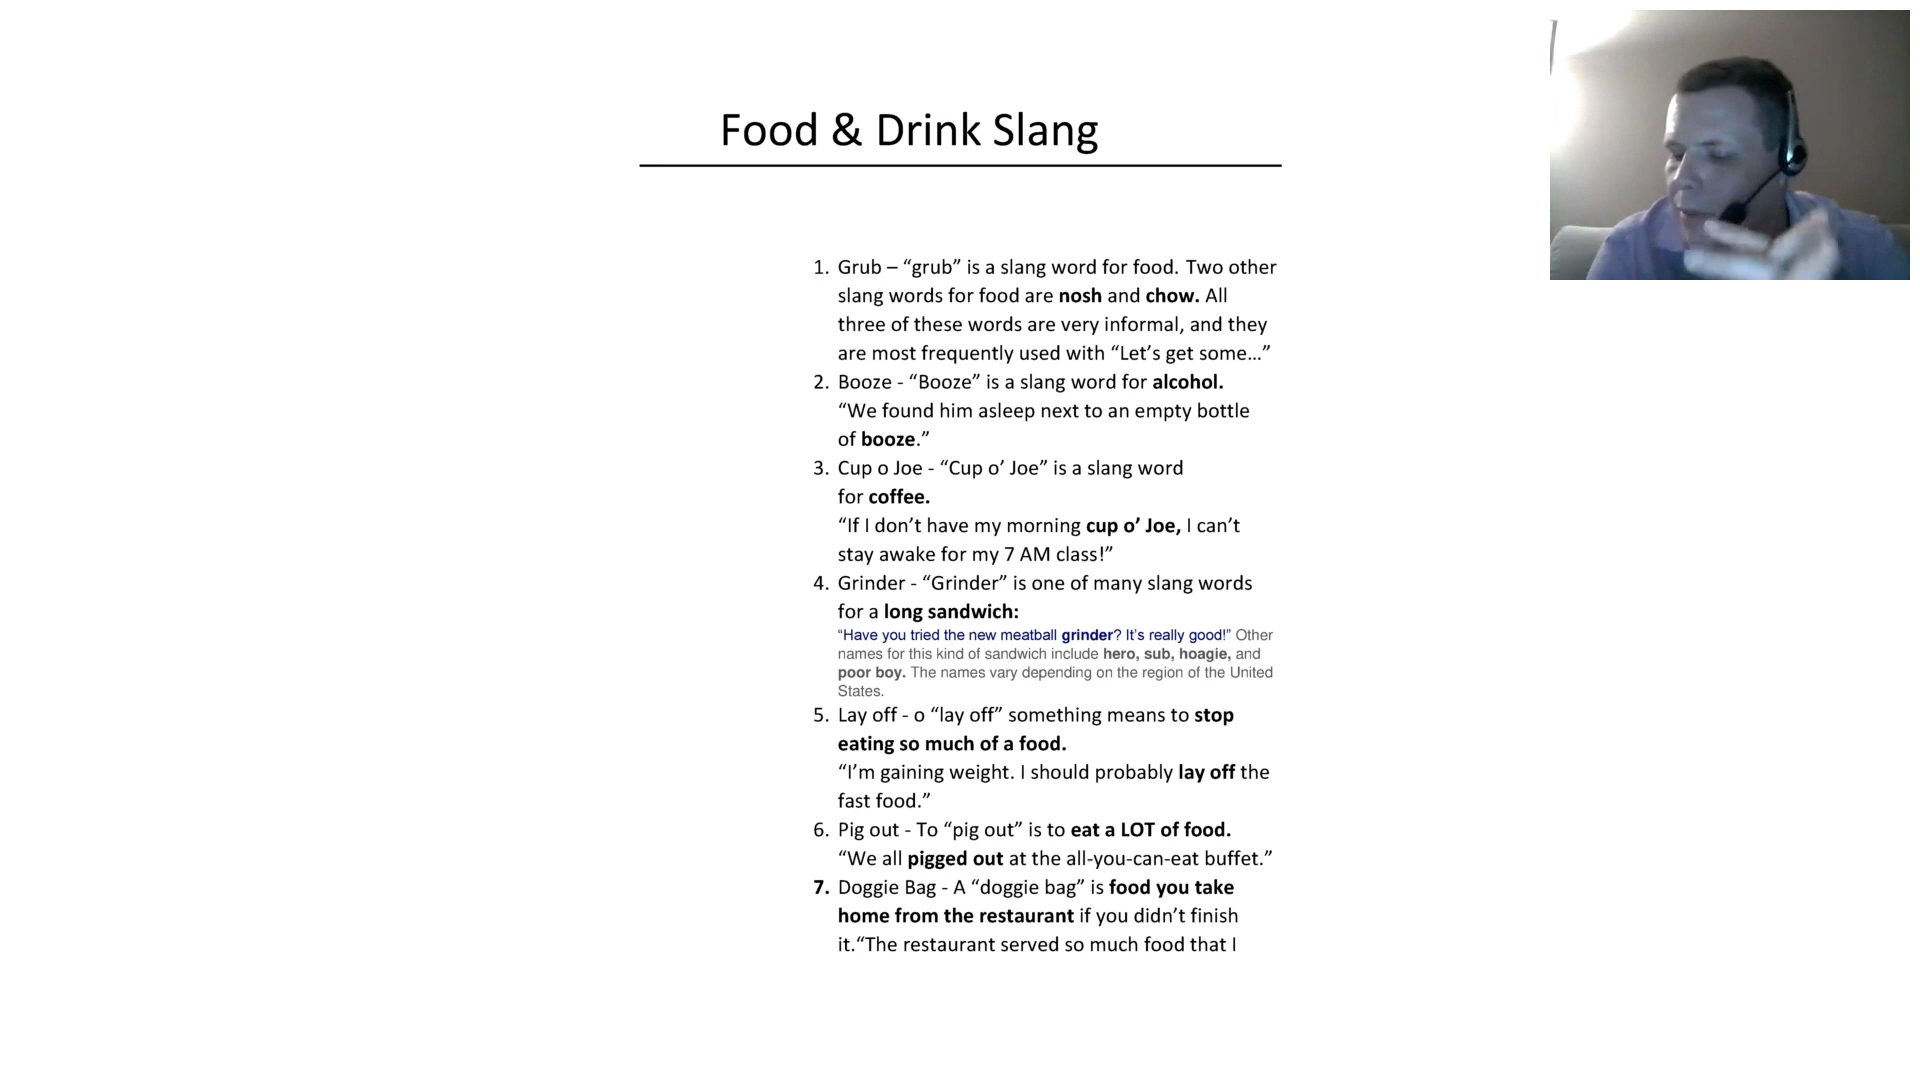 Food & Drink Slang
1. Grub – “grub” is a slang word for food. Two other
slang words for food are nosh and chow. All
three of these words are very informal, and they
are most frequently used with “Let’s get some…”
2. Booze - “Booze” is a slang word for alcohol.
“We found him asleep next to an empty bottle
of booze.”
3. Cup o Joe - “Cup o’ Joe” is a slang word
for coffee.
“If I don’t have my morning cup o’ Joe, I can’t
stay awake for my 7 AM class!”
4. Grinder - “Grinder” is one of many slang words
for a long sandwich:
“Have you tried the new meatball grinder? It’s really good!” Other
names for this kind of sandwich include hero, sub, hoagie, and
poor boy. The names vary depending on the region of the United
States.
5. Lay off - o “lay off” something means to stop
eating so much of a food.
“I’m gaining weight. I should probably lay off the
fast food.”
6. Pig out - To “pig out” is to eat a LOT of food.
“We all pigged out at the all-you-can-eat buffet.”
7. Doggie Bag - A “doggie bag” is food you take
home from the restaurant if you didn’t finish
it.“The restaurant served so much food that I